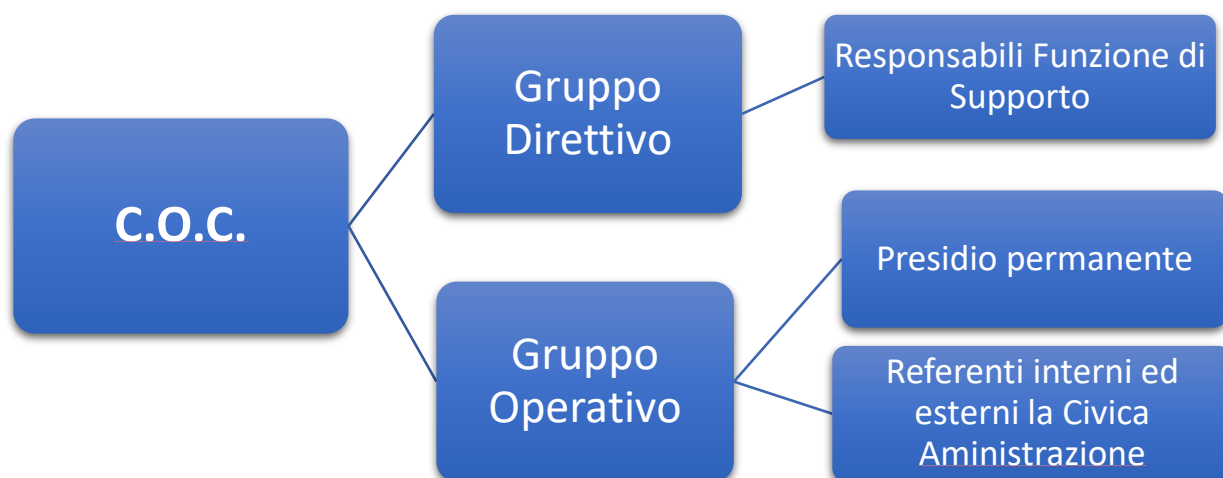 C.O.C.
Gruppo
Direttivo
Responsabili Funzione di
Supporto
Gruppo
Operativo
Presidio permanente
Referenti interni ed
esterni la Civica
Aministrazione